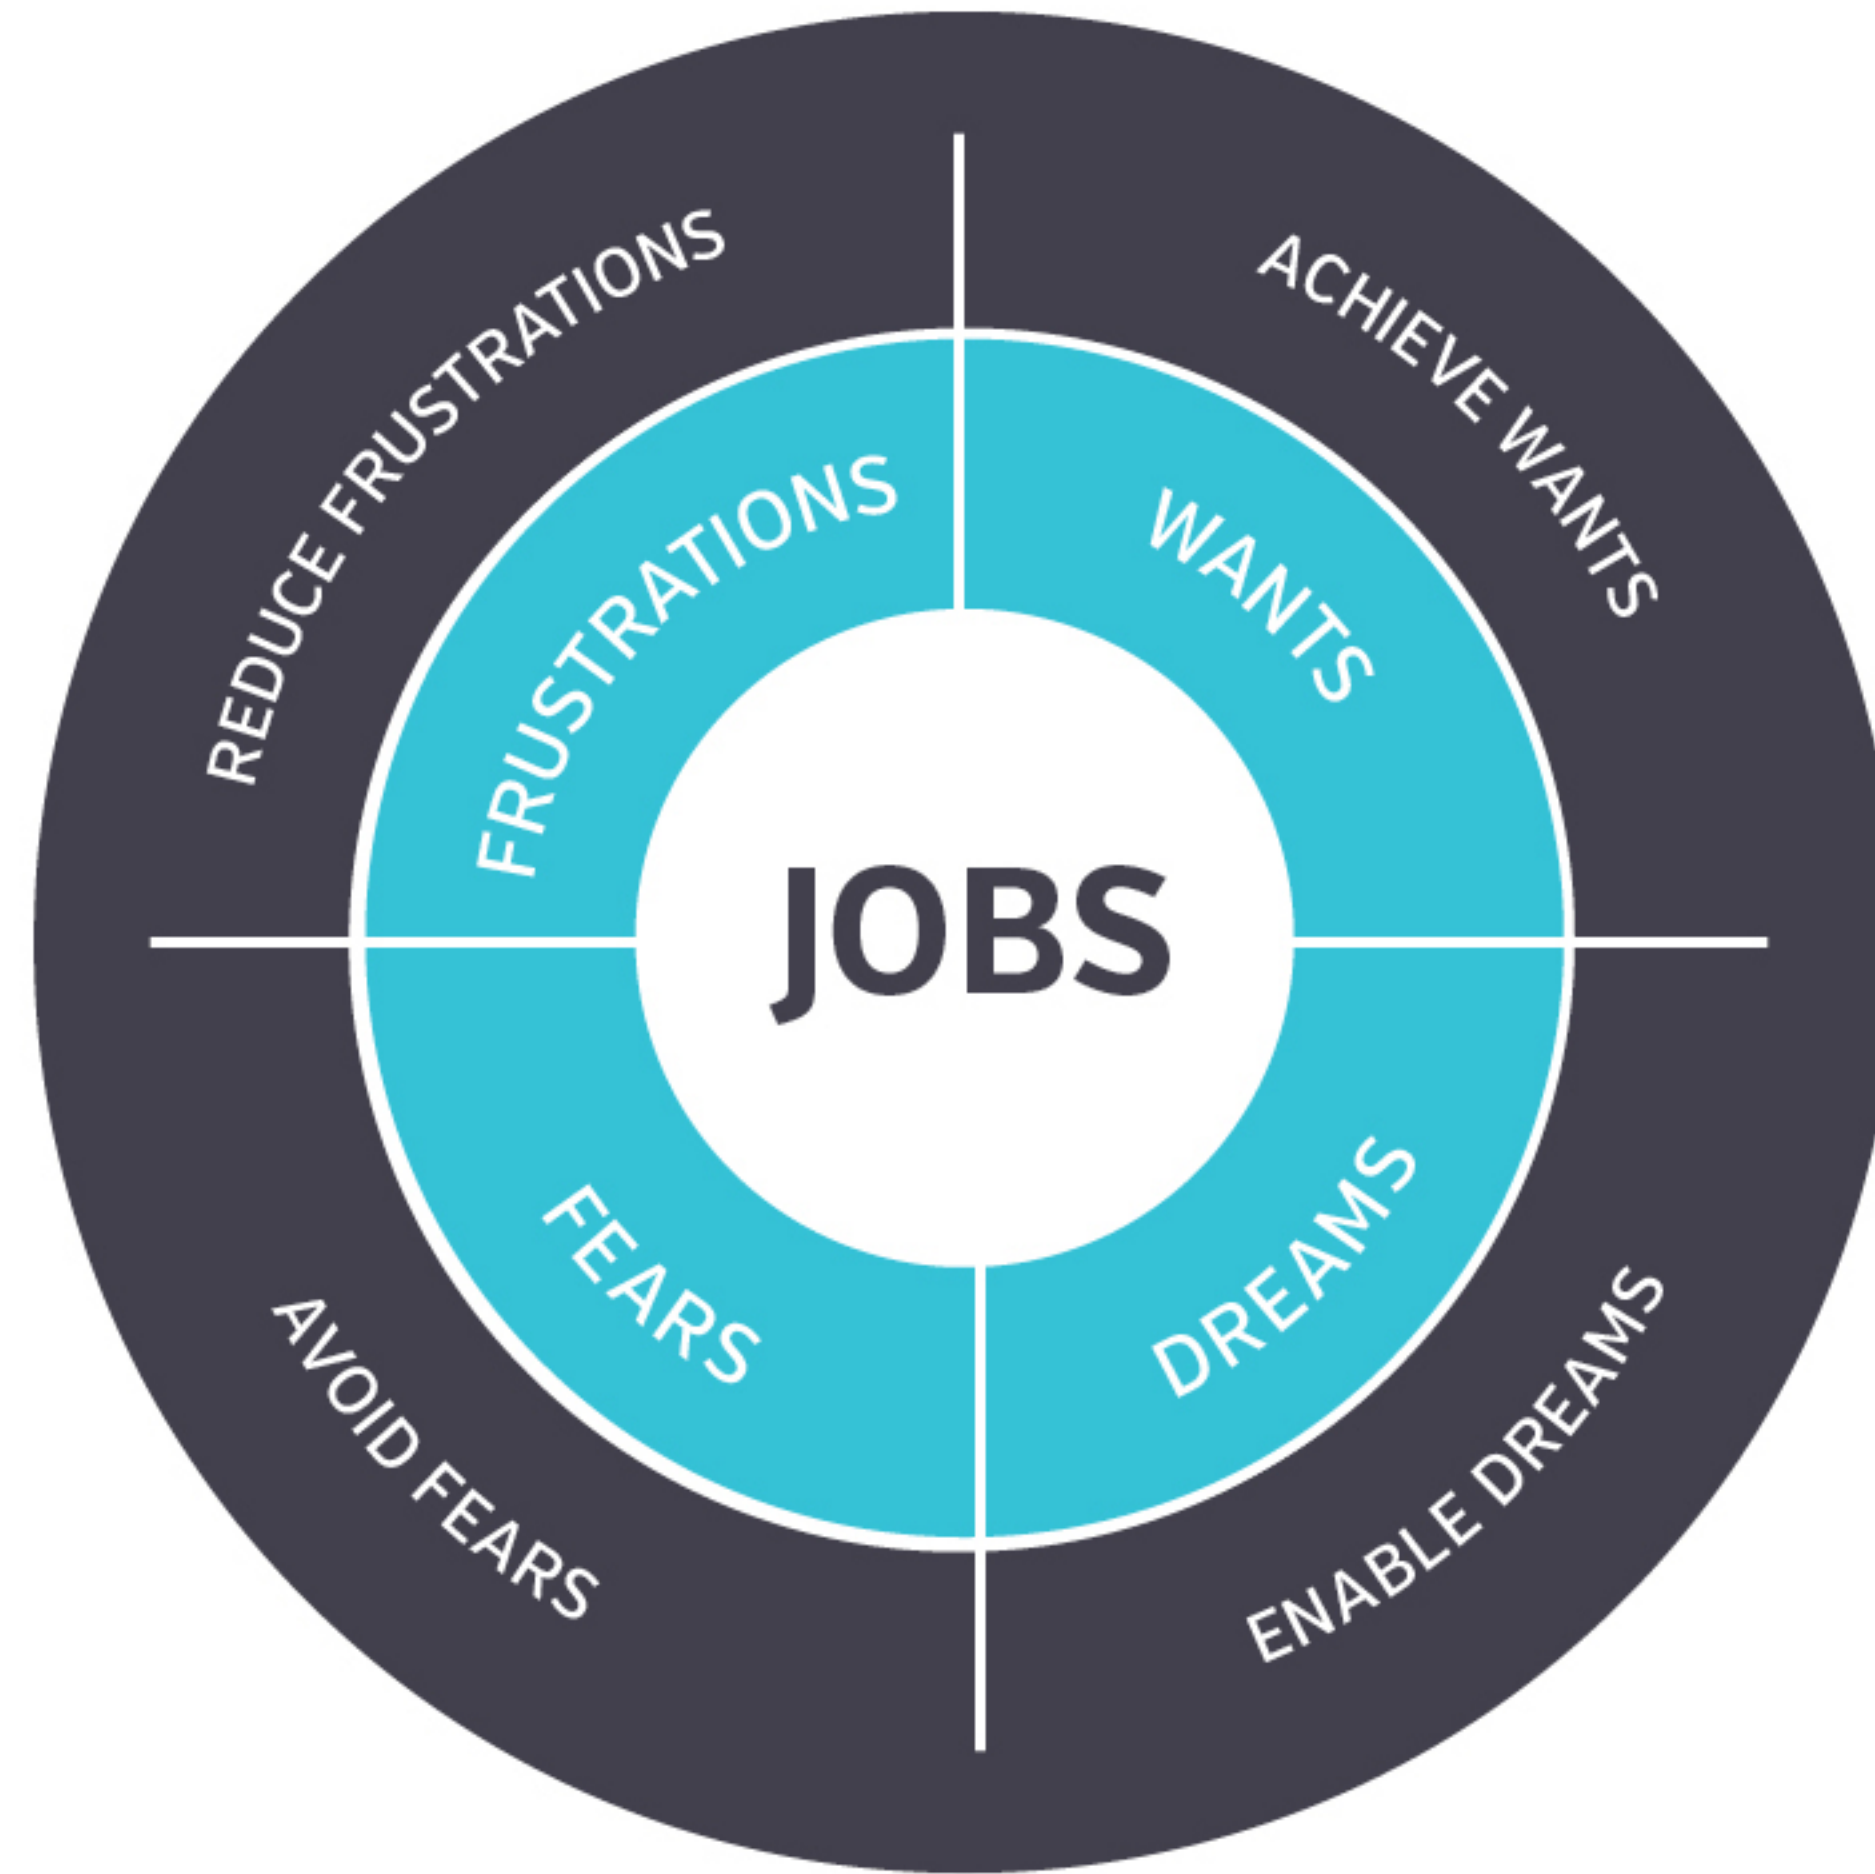 REDUCE FRUSTRATIONS
ACHIEVE WANTS
FRUSTRATIONS
WANTS
JOBS
FEARS
DREAMS
AVOID FEARS
ENABLE DREAMS